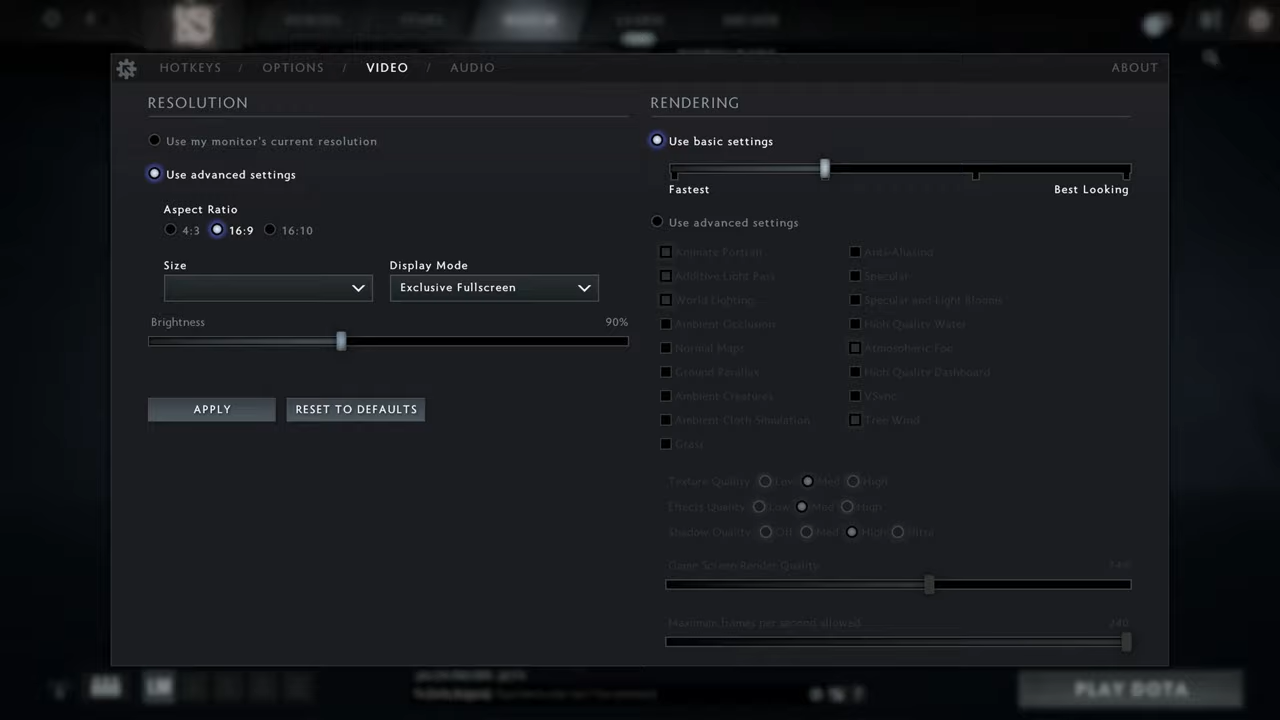 HOTKEYS / OPTIONS / VIDEO / AUDIO ABOUT
RESOLUTION
Use my monitor's current resolution
Use advanced settings
Aspect Ratio
4:3 16:9 16:10
Size Display Mode
Exclusive Fullscreen
Brightness 90%
APPLY RESET TO DEFAULTS
RENDERING
Use basic settings
Fastest Best Looking
Use advanced settings
Animate Portrait Anti-Aliasing
Additive Light Pass Specular
World Lighting Specular and Light Blooms
Ambient Occlusion High Quality Water
Normal Maps Atmospheric Fog
Ground Parallax High Quality Dashboard
Ambient Creatures VSync
Ambient Cloth Simulation Tree Wind
Grass
Texture Quality Low Med High
Effects Quality Low Med High
Shadow Quality Off Med High Ultra
Game Screen Render Quality
Maximum frames per second allowed 240
PLAY DOTA